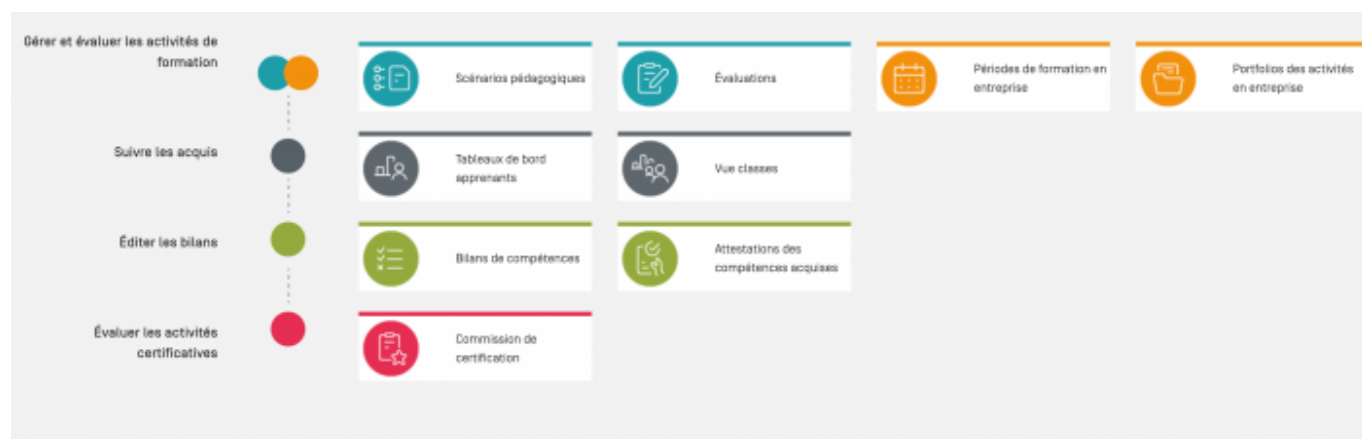 Gérer et évaluer les activités de
formation
Scénarios pédagogiques
Évaluations
Périodes de formation en
entreprise
Portfolios des activités
en entreprise
Suivre les acquis
Tableaux de bord
apprenants
Vue classes
Éditer les bilans
Bilans de compétences
Attestations des
compétences acquises
Évaluer les activités
certificatives
Commission de
certification